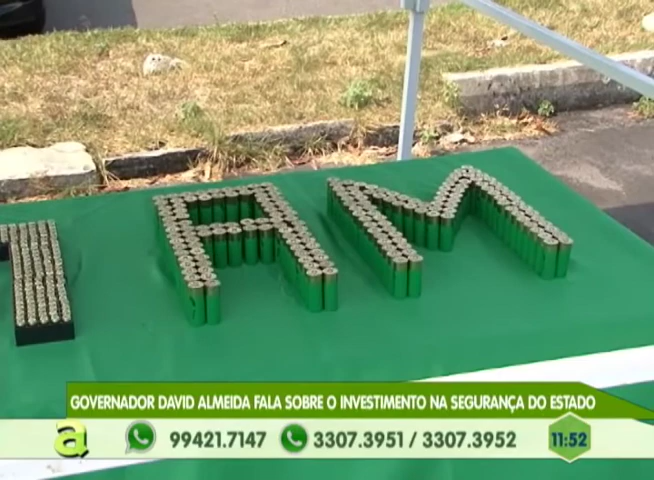 AM
GOVERNADOR DAVID ALMEIDA FALA SOBRE O INVESTIMENTO NA SEGURANÇA DO ESTADO
a 99421.7147 3307.3951 / 3307.3952 11:52